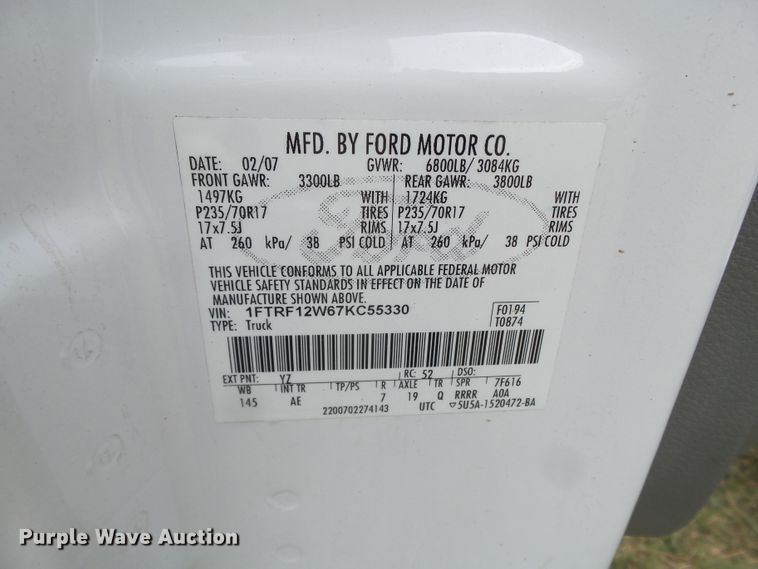 MFD. BY FORD MOTOR CO.
DATE: 02/07 GVWR: 6800LB/ 3084KG
FRONT GAWR: 3300LB REAR GAWR: 3800LB
1497KG WITH 1724KG WITH
P235/70R17 TIRES P235/70R17 TIRES
17x7.5J RIMS 17x7.5J RIMS
AT 260 kPa/ 38 PSI COLD AT 260 kPa/ 38 PSI COLD
Ford
THIS VEHICLE CONFORMS TO ALL APPLICABLE FEDERAL MOTOR
VEHICLE SAFETY STANDARDS IN EFFECT ON THE DATE OF
MANUFACTURE SHOWN ABOVE.
VIN: 1FTRF12W67KC55330 F0194
TYPE: Truck T0874
EXT PNT: YZ RC: 52 DSO:
WB INT TR TP/PS R AXLE TR SPR 7F616
145 AE 7 19 Q RRRR A0A
2200702274143 UTC ▽5U5A-1520472-BA
Purple Wave Auction